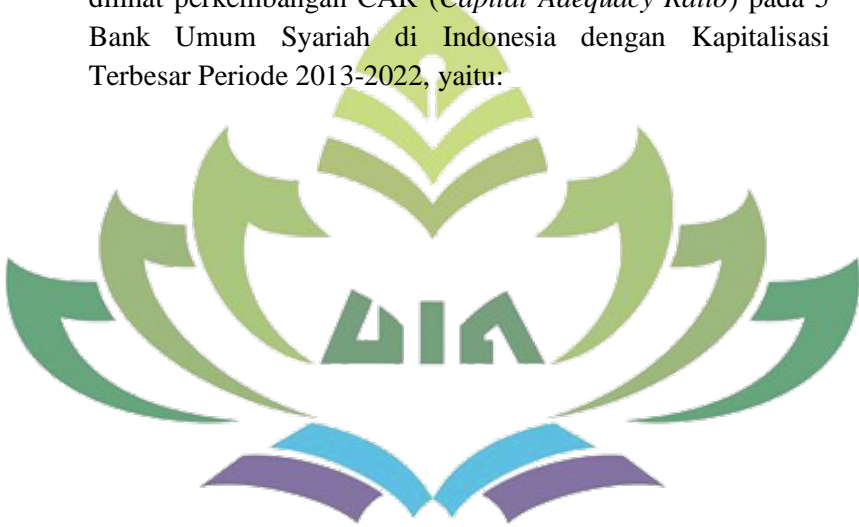 dilihat perkembangan CAR (Capital Adequacy Ratio) pada 5
Bank Umum Syariah di Indonesia dengan Kapitalisasi
Terbesar Periode 2013-2022, yaitu:
UIN